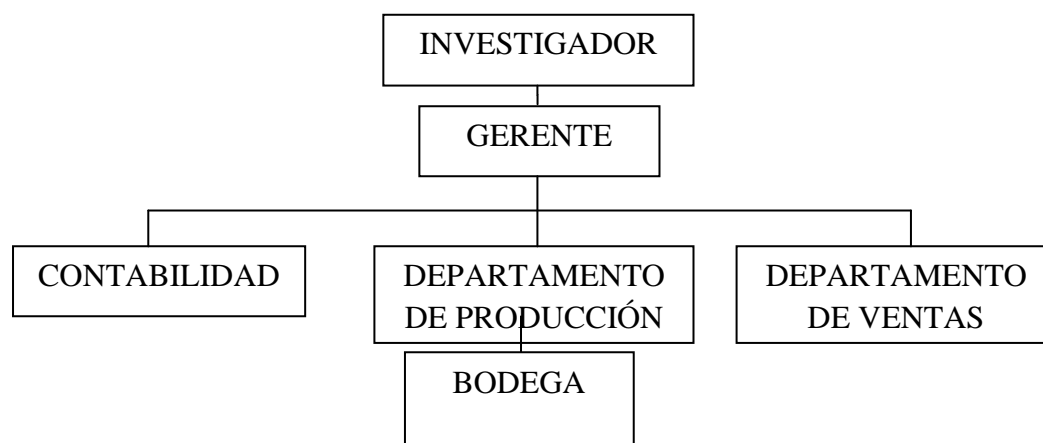 INVESTIGADOR
GERENTE
CONTABILIDAD
DEPARTAMENTO
DE PRODUCCIÓN
DEPARTAMENTO
DE VENTAS
BODEGA